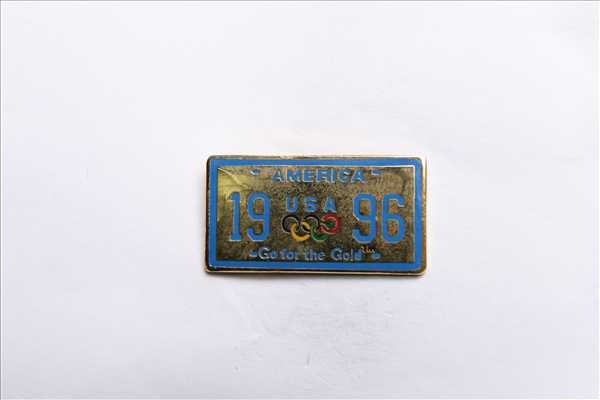 AMERICA
USA
19 96
Go for the Gold